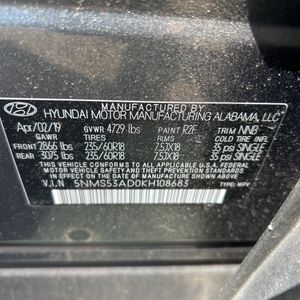 MANUFACTURED BY
HYUNDAI MOTOR MANUFACTURING ALABAMA, LLC
Apr/02/19 GVWR 4729 lbs PAINT R2F TRIM NNB
GAWR TIRES RIMS COLD TIRE INFL
FRONT 2866 lbs 235/60R18 7.5JX18 35 psi SINGLE
REAR 3075 lbs 235/60R18 7.5JX18 35 psi SINGLE
THIS VEHICLE CONFORMS TO ALL APPLICABLE FEDERAL
MOTOR VEHICLE SAFETY, BUMPER, AND THEFT PREVENTION
STANDARDS IN EFFECT ON THE DATE OF MANUFACTURE
SHOWN ABOVE.
V.I.N 5NMS53AD0KH108683 TYPE: MPV